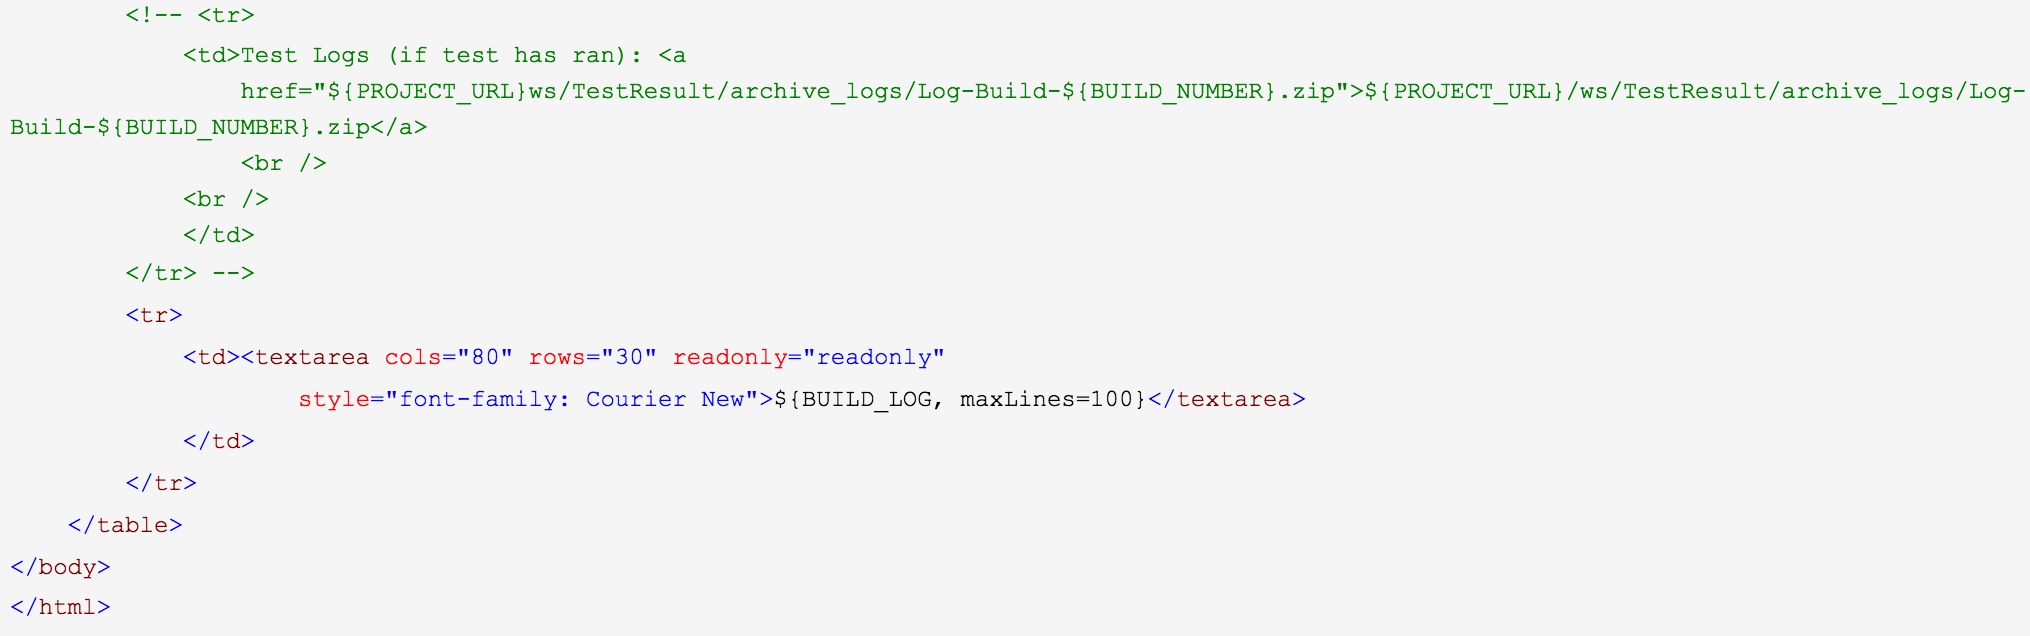 <!-- <tr>
<td>Test Logs (if test has ran): <a
href="${PROJECT_URL}ws/TestResult/archive_logs/Log-Build-${BUILD_NUMBER}.zip">${PROJECT_URL}/ws/TestResult/archive_logs/Log-
Build-${BUILD_NUMBER}.zip</a>
<br />
<br />
</td>
</tr> -->
<tr>
<td><textarea cols="80" rows="30" readonly="readonly"
style="font-family: Courier New">${BUILD_LOG, maxLines=100}</textarea>
</td>
</tr>
</table>
</body>
</html>